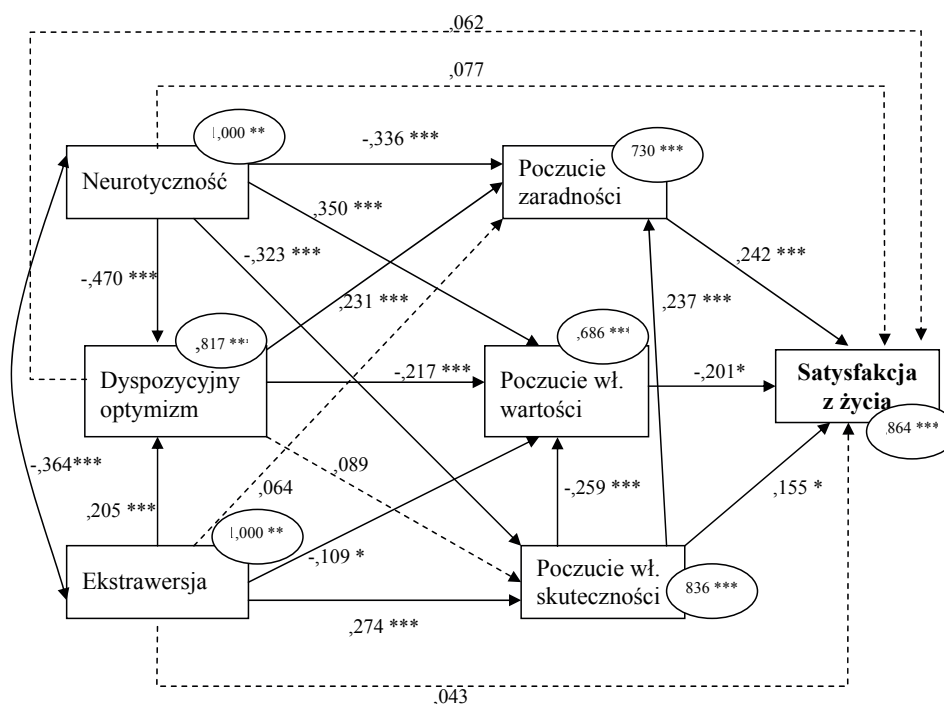 ,062
,077
1,000 **
-,336 ***
730 ***
Neurotyczność
Poczucie
zaradności
,350 ***
-,323 ***
,242 ***
-,470 ***
,231 ***
,237 ***
,817 ***
,686 ***
Dyspozycyjny
optymizm
-,217 ***
Poczucie wł.
wartości
-,201*
Satysfakcja
z życia
,864 ***
-,364***
,089
,064
,205 ***
-,259 ***
,155 *
1,000 **
-,109 *
Ekstrawersja
Poczucie wł.
skuteczności
836 ***
,274 ***
,043